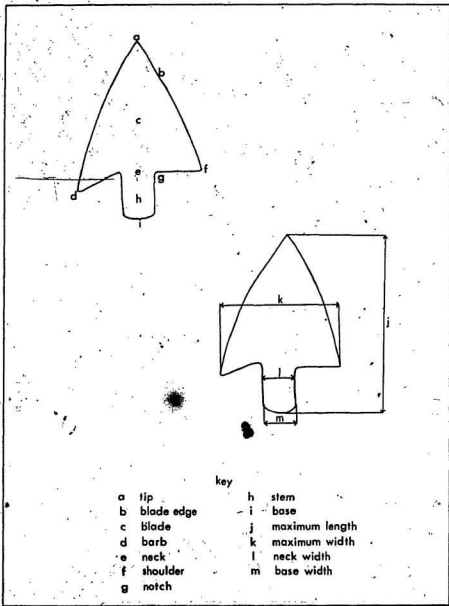 a
b
c
e
f
g
d
h
i
k
j
l
m
key
a tip
b blade edge
c blade
d barb
e neck
f shoulder
g notch
h stem
i base
j maximum length
k maximum width
l neck width
m base width